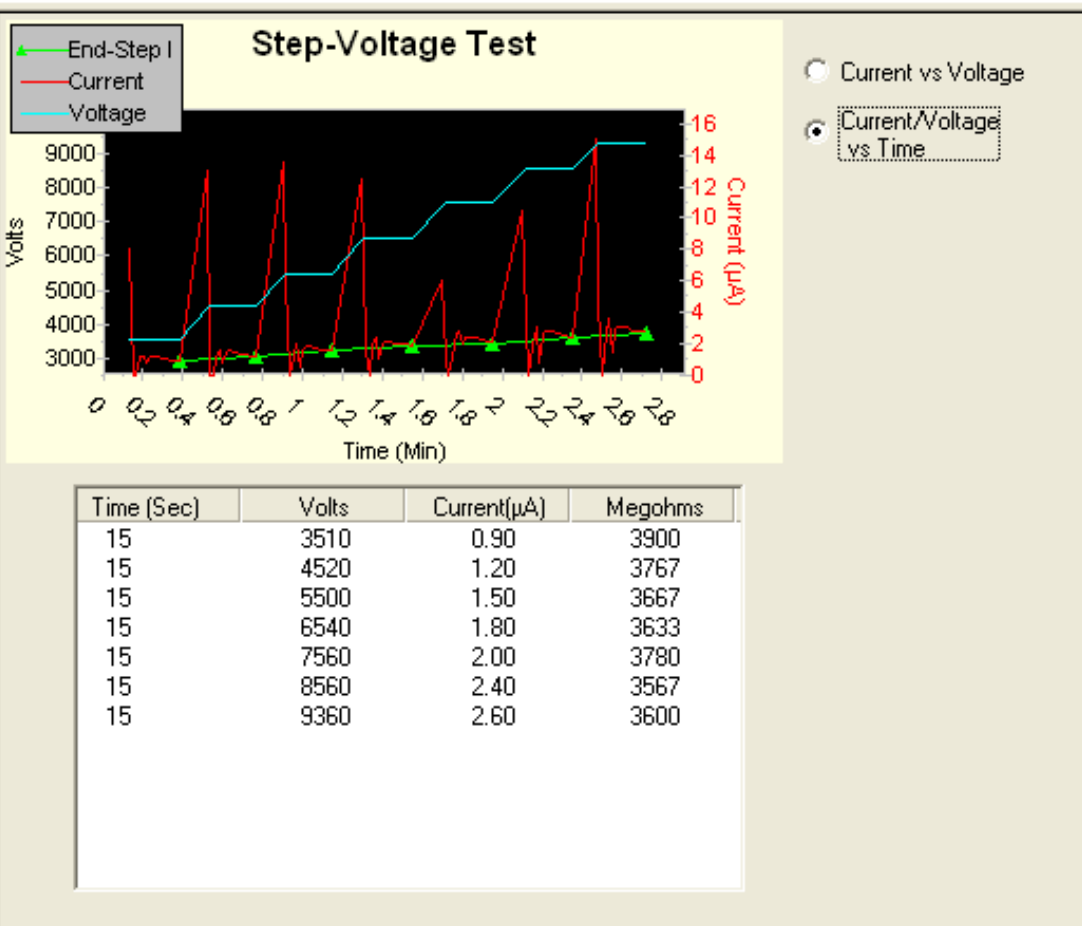 Step-Voltage Test
End-Step I
Current
Voltage
Current vs Voltage
Current/Voltage
vs Time
9000
8000
7000
6000
5000
4000
3000
Volts
16
14
12
10
8
6
4
2
0
Current (µA)
0 0.2 0.4 0.6 0.8 1 1.2 1.4 1.6 1.8 2 2.2 2.4 2.6 2.8
Time (Min)
Time (Sec) Volts Current(µA) Megohms
15 3510 0.90 3900
15 4520 1.20 3767
15 5500 1.50 3667
15 6540 1.80 3633
15 7560 2.00 3780
15 8560 2.40 3567
15 9360 2.60 3600